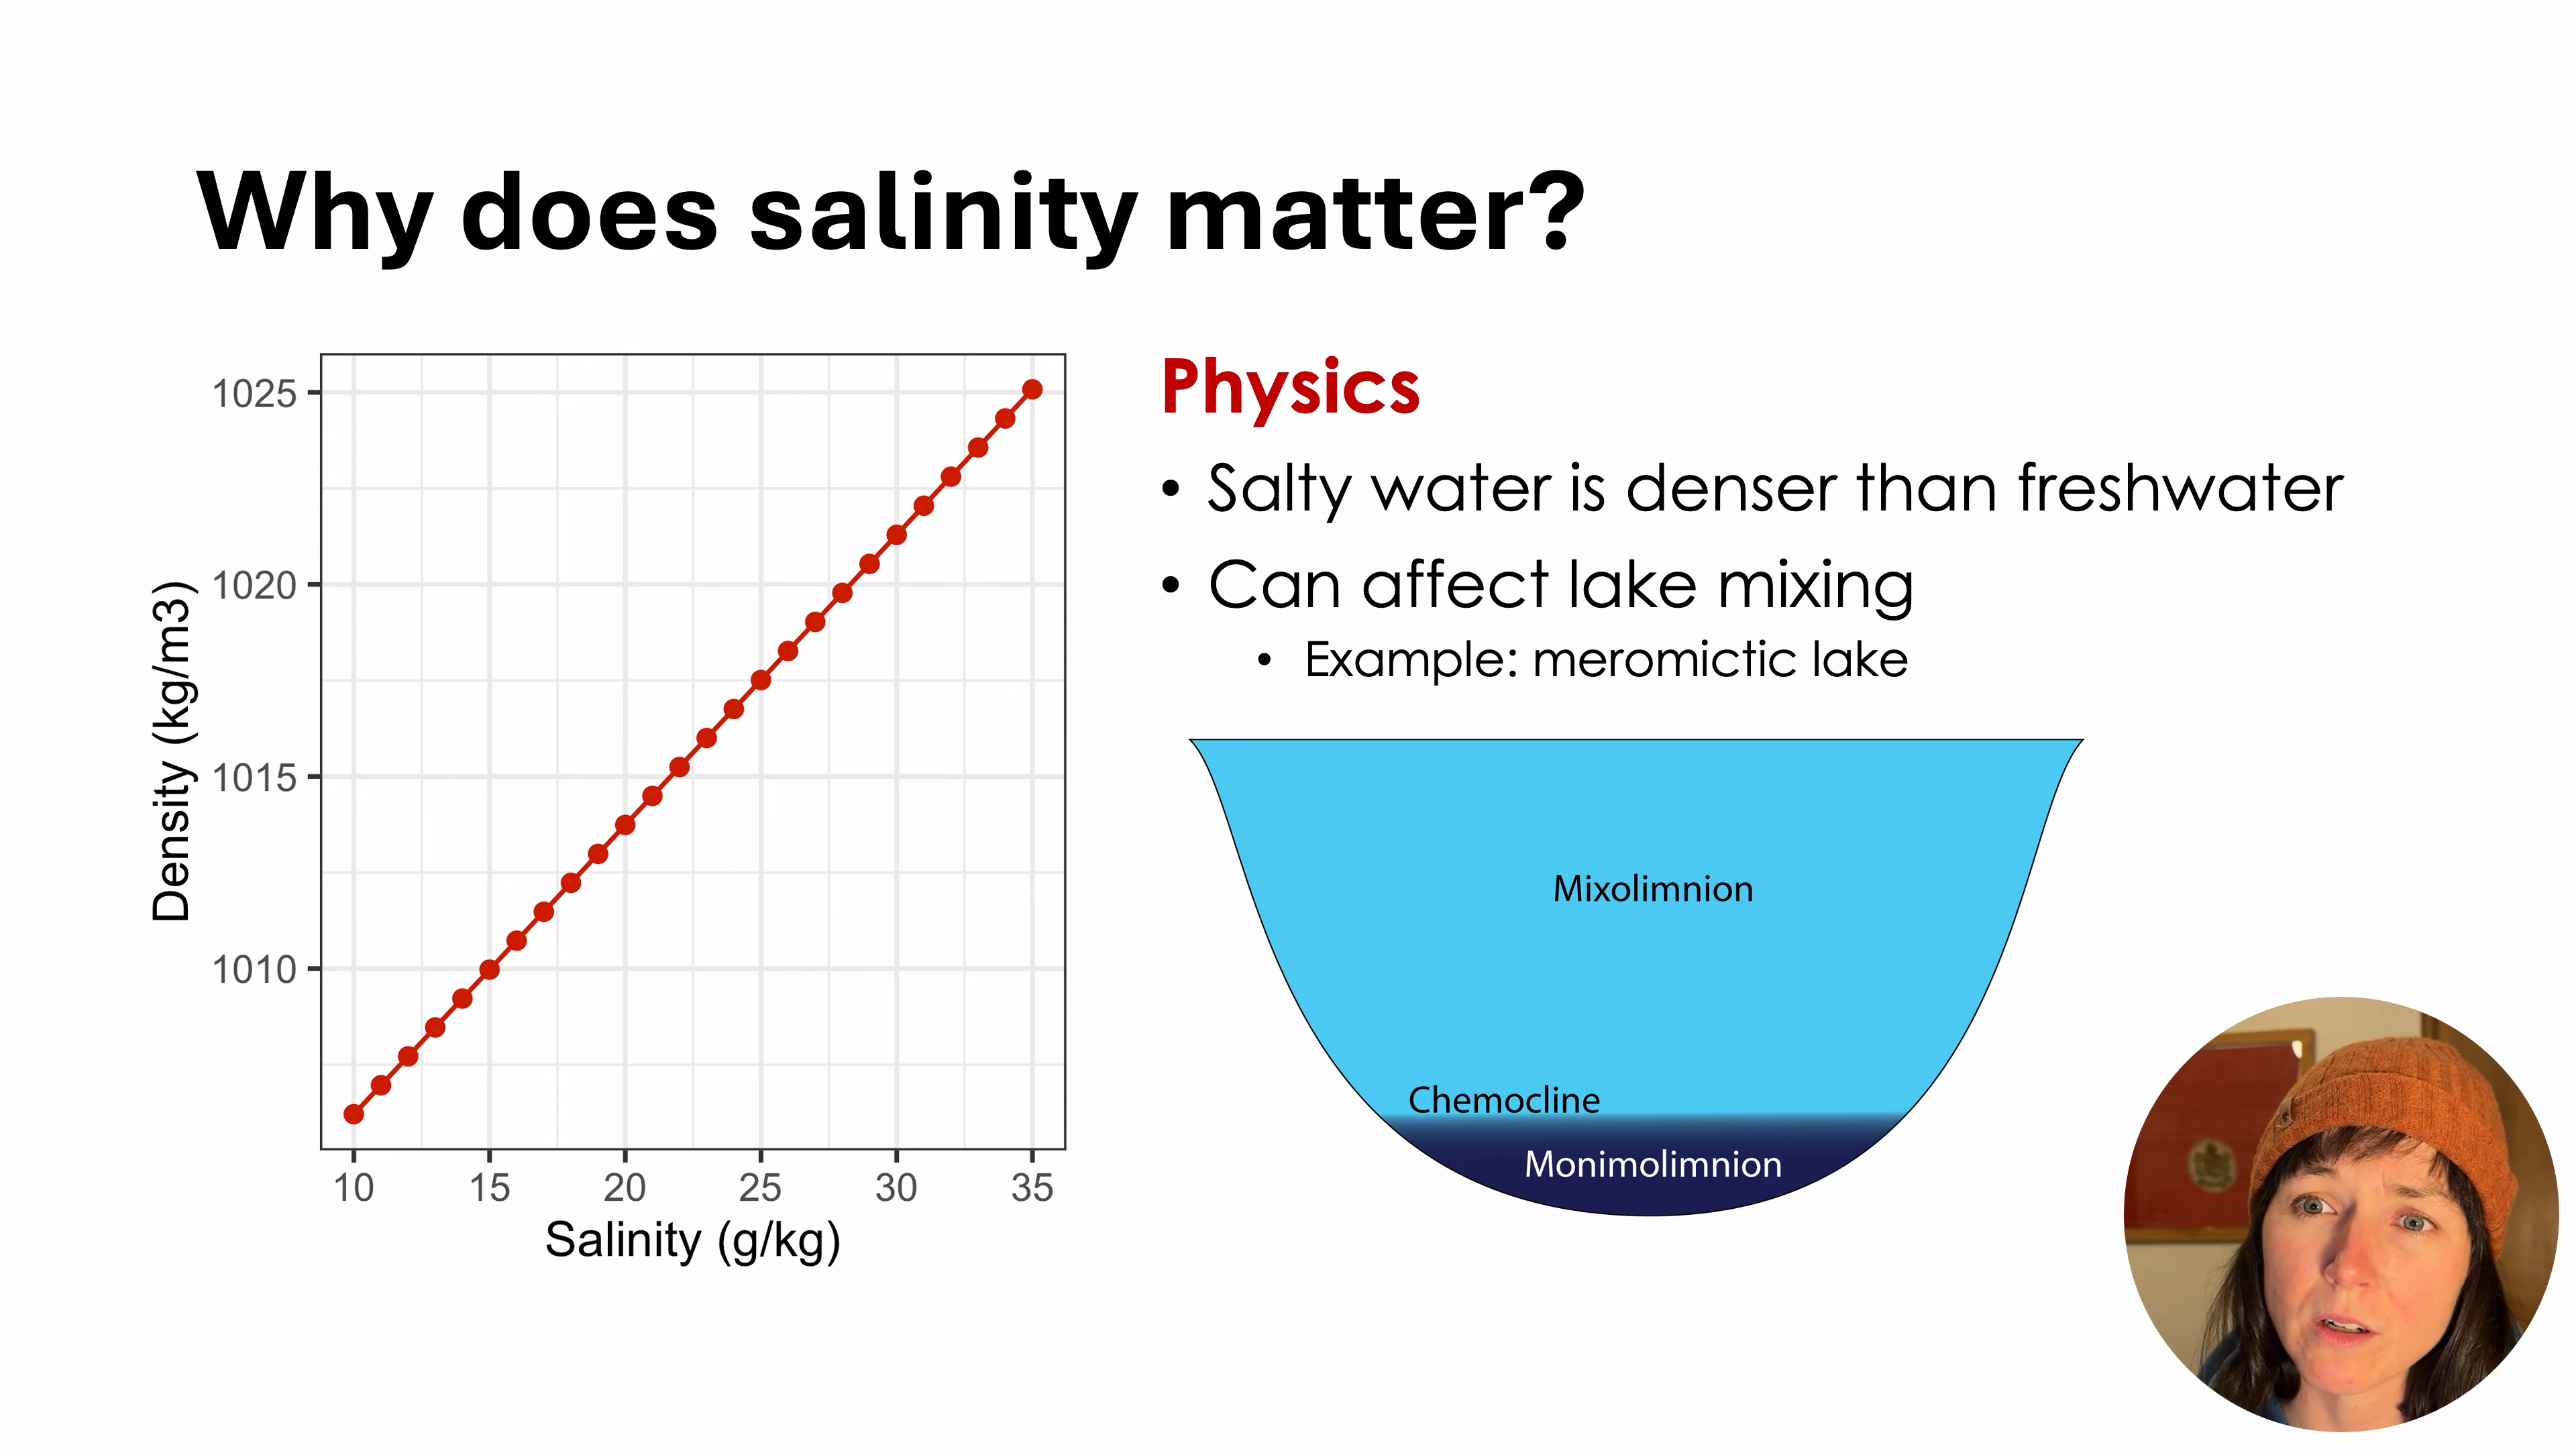 Why does salinity matter?
1025
1020
1015
1010
Density (kg/m3)
10 15 20 25 30 35
Salinity (g/kg)
Physics
• Salty water is denser than freshwater
• Can affect lake mixing
• Example: meromictic lake
Mixolimnion
Chemocline
Monimolimnion